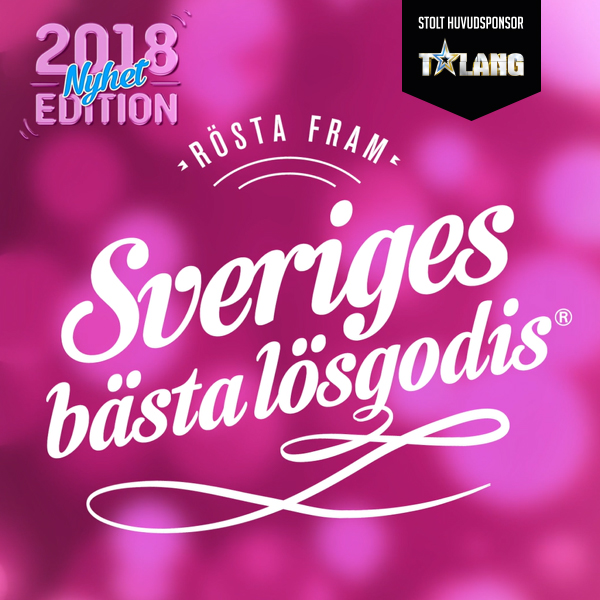 2018
Nyhet
EDITION
STOLT HUVUDSPONSOR
TALANG
RÖSTA FRAM
Sveriges
bästa lösgodis®